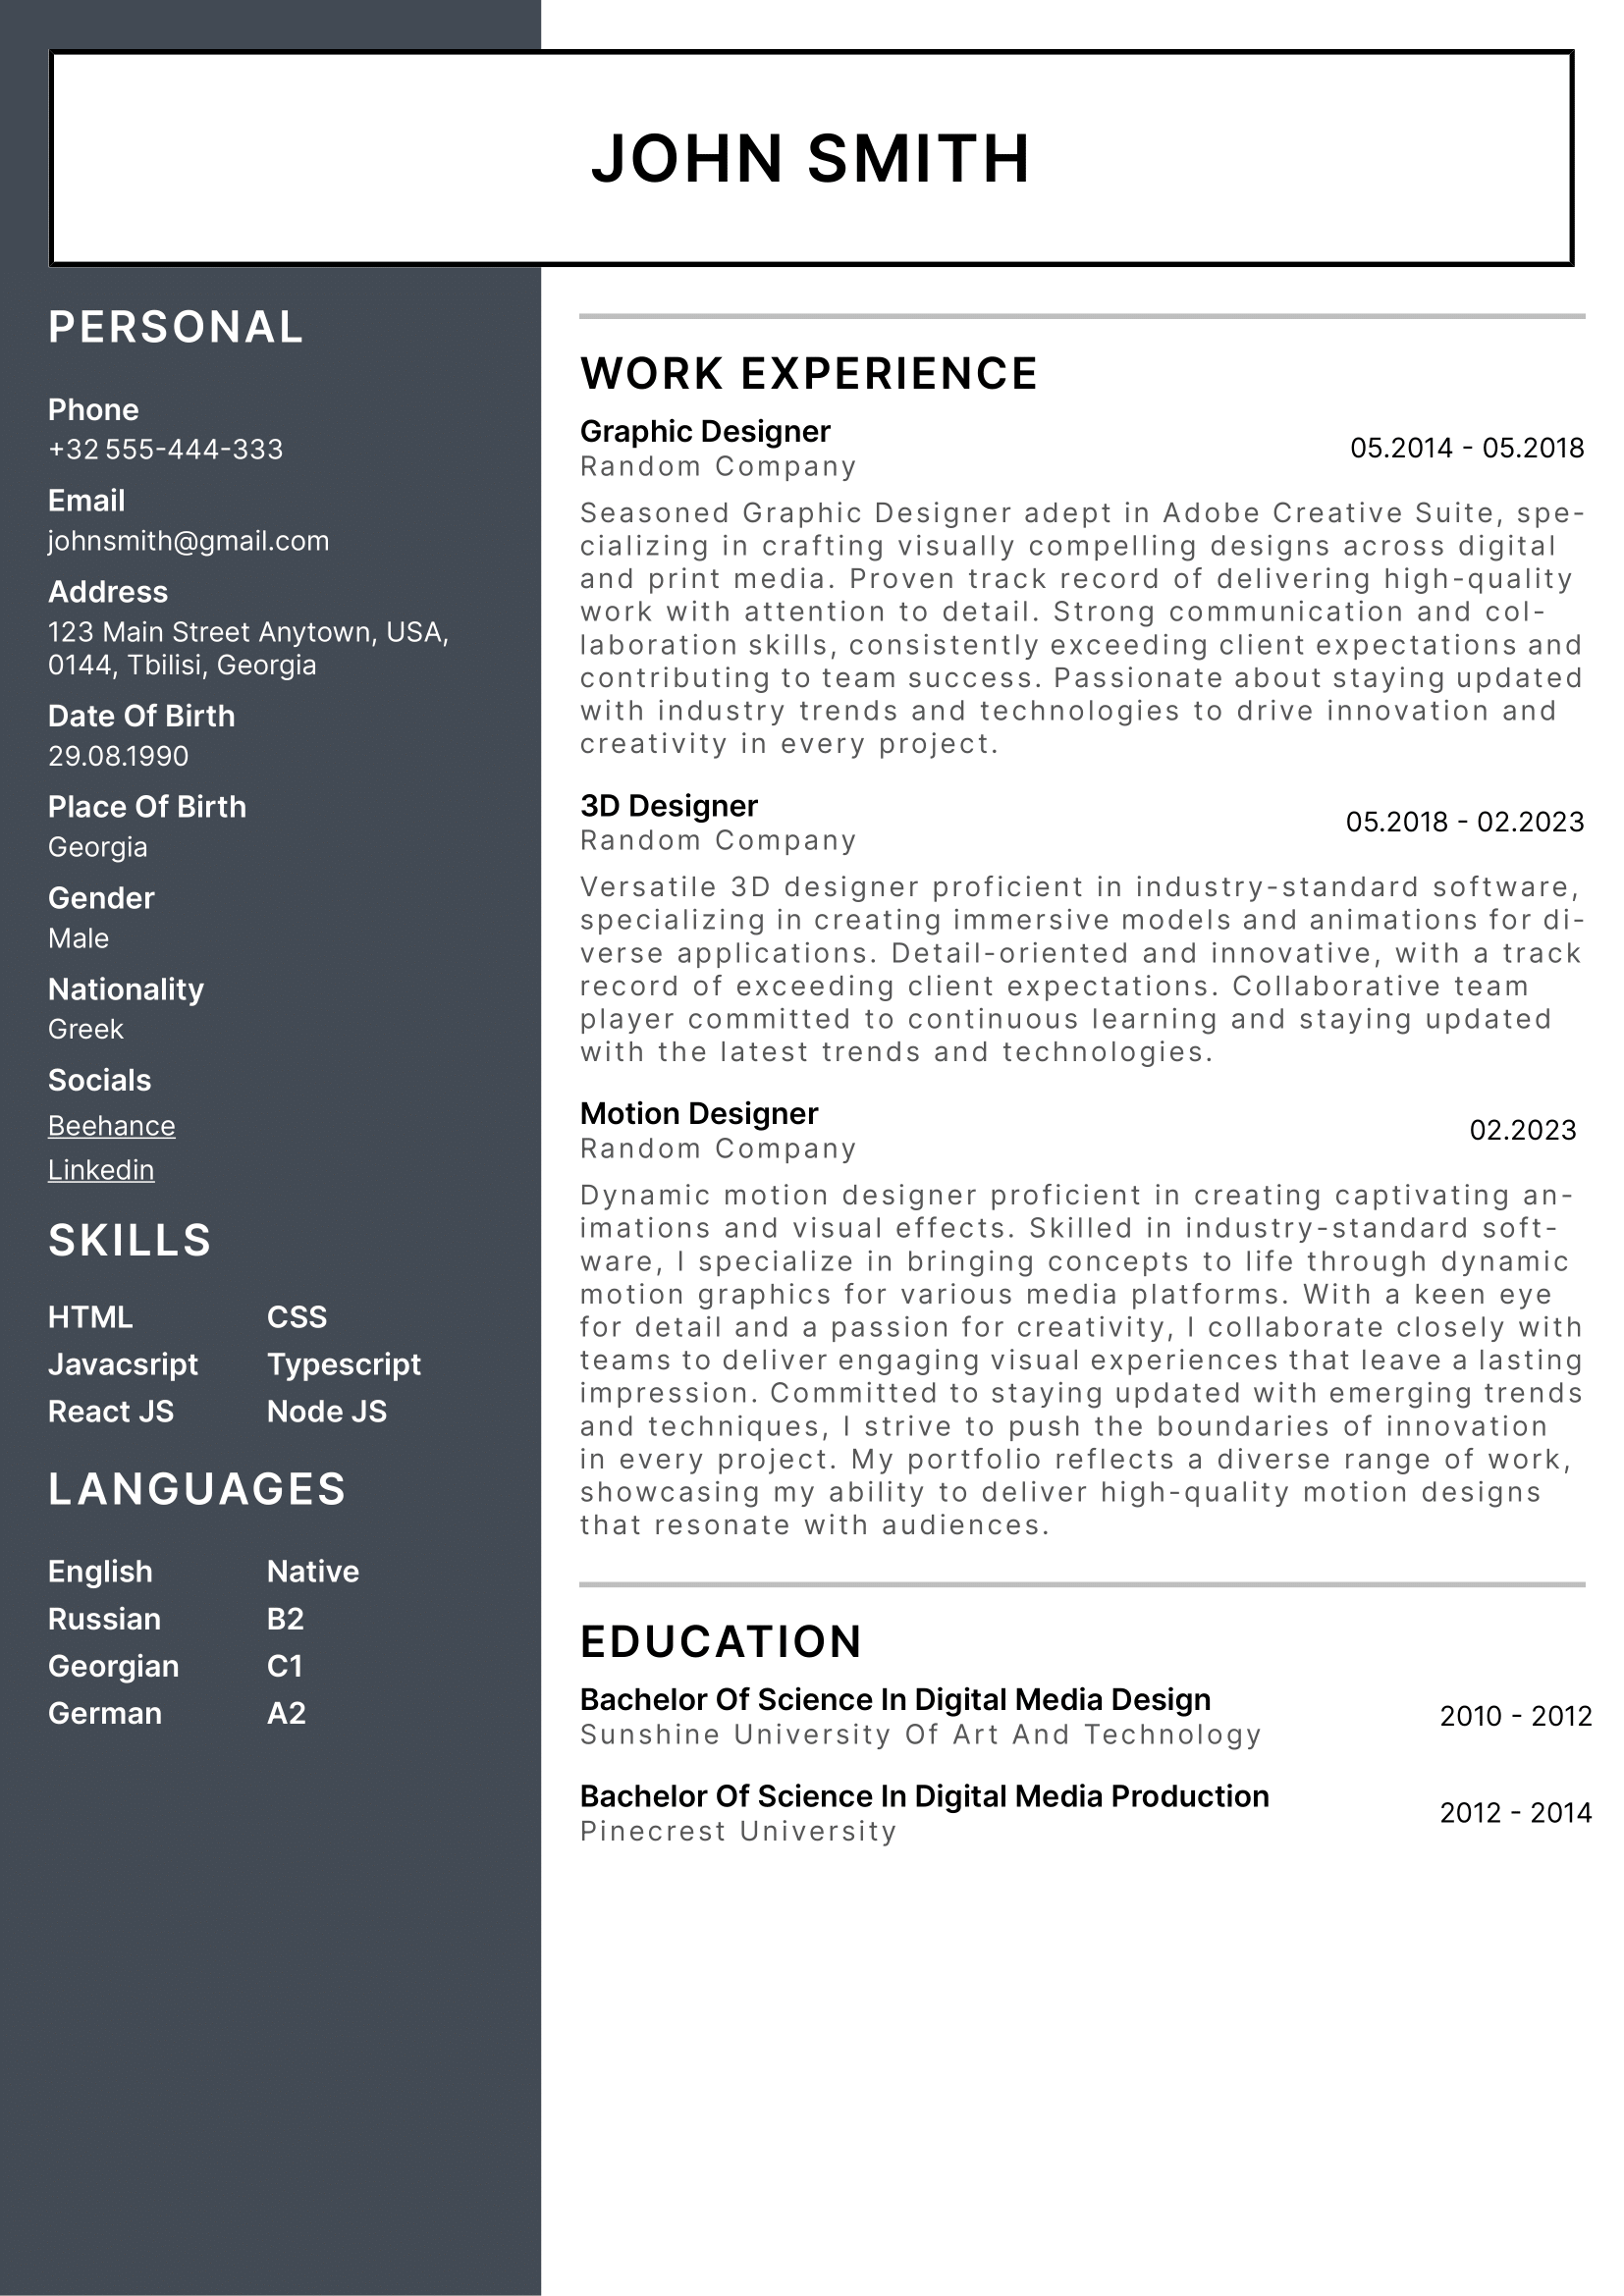 JOHN SMITH
PERSONAL
Phone
+32 555-444-333
Email
johnsmith@gmail.com
Address
123 Main Street Anytown, USA,
0144, Tbilisi, Georgia
Date Of Birth
29.08.1990
Place Of Birth
Georgia
Gender
Male
Nationality
Greek
Socials
Beehance
Linkedin
SKILLS
HTML CSS
Javacsript Typescript
React JS Node JS
LANGUAGES
English Native
Russian B2
Georgian C1
German A2
WORK EXPERIENCE
Graphic Designer
05.2014 - 05.2018
Random Company
Seasoned Graphic Designer adept in Adobe Creative Suite, spe-
cializing in crafting visually compelling designs across digital
and print media. Proven track record of delivering high-quality
work with attention to detail. Strong communication and col-
laboration skills, consistently exceeding client expectations and
contributing to team success. Passionate about staying updated
with industry trends and technologies to drive innovation and
creativity in every project.
3D Designer
05.2018 - 02.2023
Random Company
Versatile 3D designer proficient in industry-standard software,
specializing in creating immersive models and animations for di-
verse applications. Detail-oriented and innovative, with a track
record of exceeding client expectations. Collaborative team
player committed to continuous learning and staying updated
with the latest trends and technologies.
Motion Designer
02.2023
Random Company
Dynamic motion designer proficient in creating captivating an-
imations and visual effects. Skilled in industry-standard soft-
ware, I specialize in bringing concepts to life through dynamic
motion graphics for various media platforms. With a keen eye
for detail and a passion for creativity, I collaborate closely with
teams to deliver engaging visual experiences that leave a lasting
impression. Committed to staying updated with emerging trends
and techniques, I strive to push the boundaries of innovation
in every project. My portfolio reflects a diverse range of work,
showcasing my ability to deliver high-quality motion designs
that resonate with audiences.
EDUCATION
Bachelor Of Science In Digital Media Design
2010 - 2012
Sunshine University Of Art And Technology
Bachelor Of Science In Digital Media Production
2012 - 2014
Pinecrest University